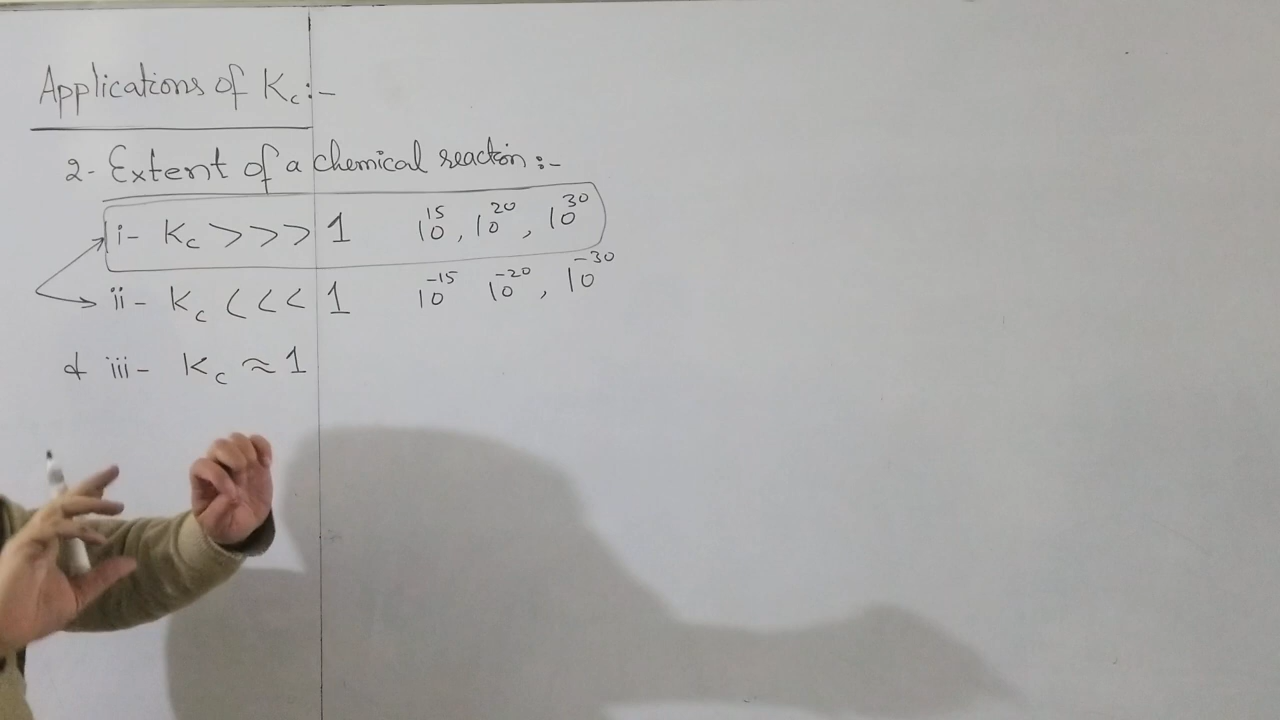 Applications of Kc:-
2- Extent of a chemical reaction:-
i- Kc >>> 1 10^15, 10^20, 10^30
ii- Kc <<< 1 10^-15 10^-20, 10^-30
& iii- Kc ≈ 1